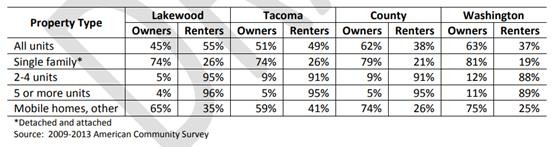 Property Type Lakewood Tacoma County Washington
Owners Renters Owners Renters Owners Renters Owners Renters
All units 45% 55% 51% 49% 62% 38% 63% 37%
Single family* 74% 26% 74% 26% 79% 21% 81% 19%
2-4 units 5% 95% 9% 91% 9% 91% 12% 88%
5 or more units 4% 96% 5% 95% 5% 95% 11% 89%
Mobile homes, other 65% 35% 59% 41% 74% 26% 75% 25%
*Detached and attached
Source: 2009-2013 American Community Survey